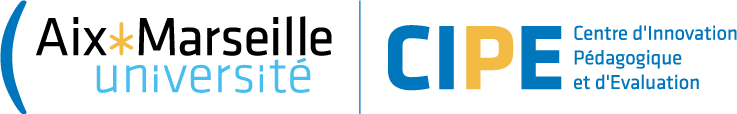 Aix*Marseille
université
CIPE
Centre d'Innovation
Pédagogique
et d'Evaluation